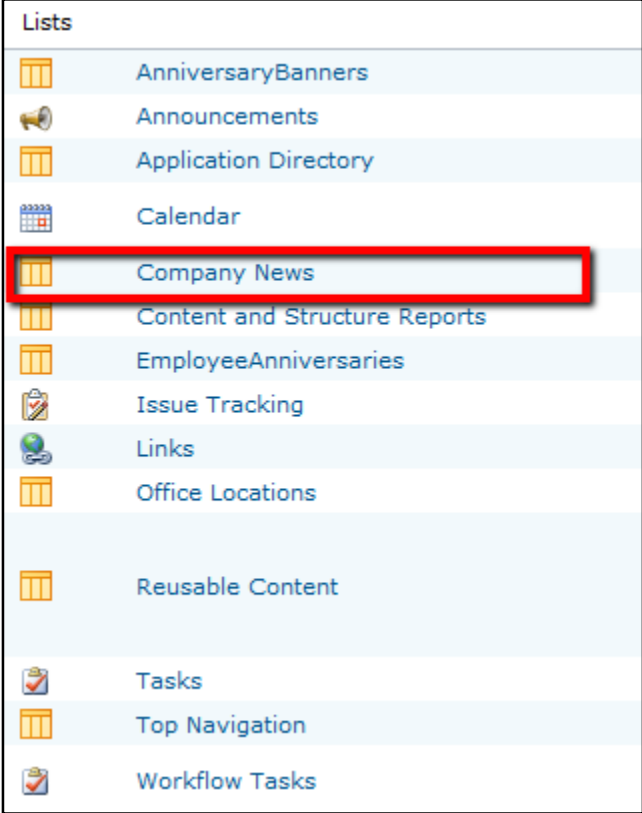 Lists
AnniversaryBanners
Announcements
Application Directory
Calendar
Company News
Content and Structure Reports
EmployeeAnniversaries
Issue Tracking
Links
Office Locations
Reusable Content
Tasks
Top Navigation
Workflow Tasks